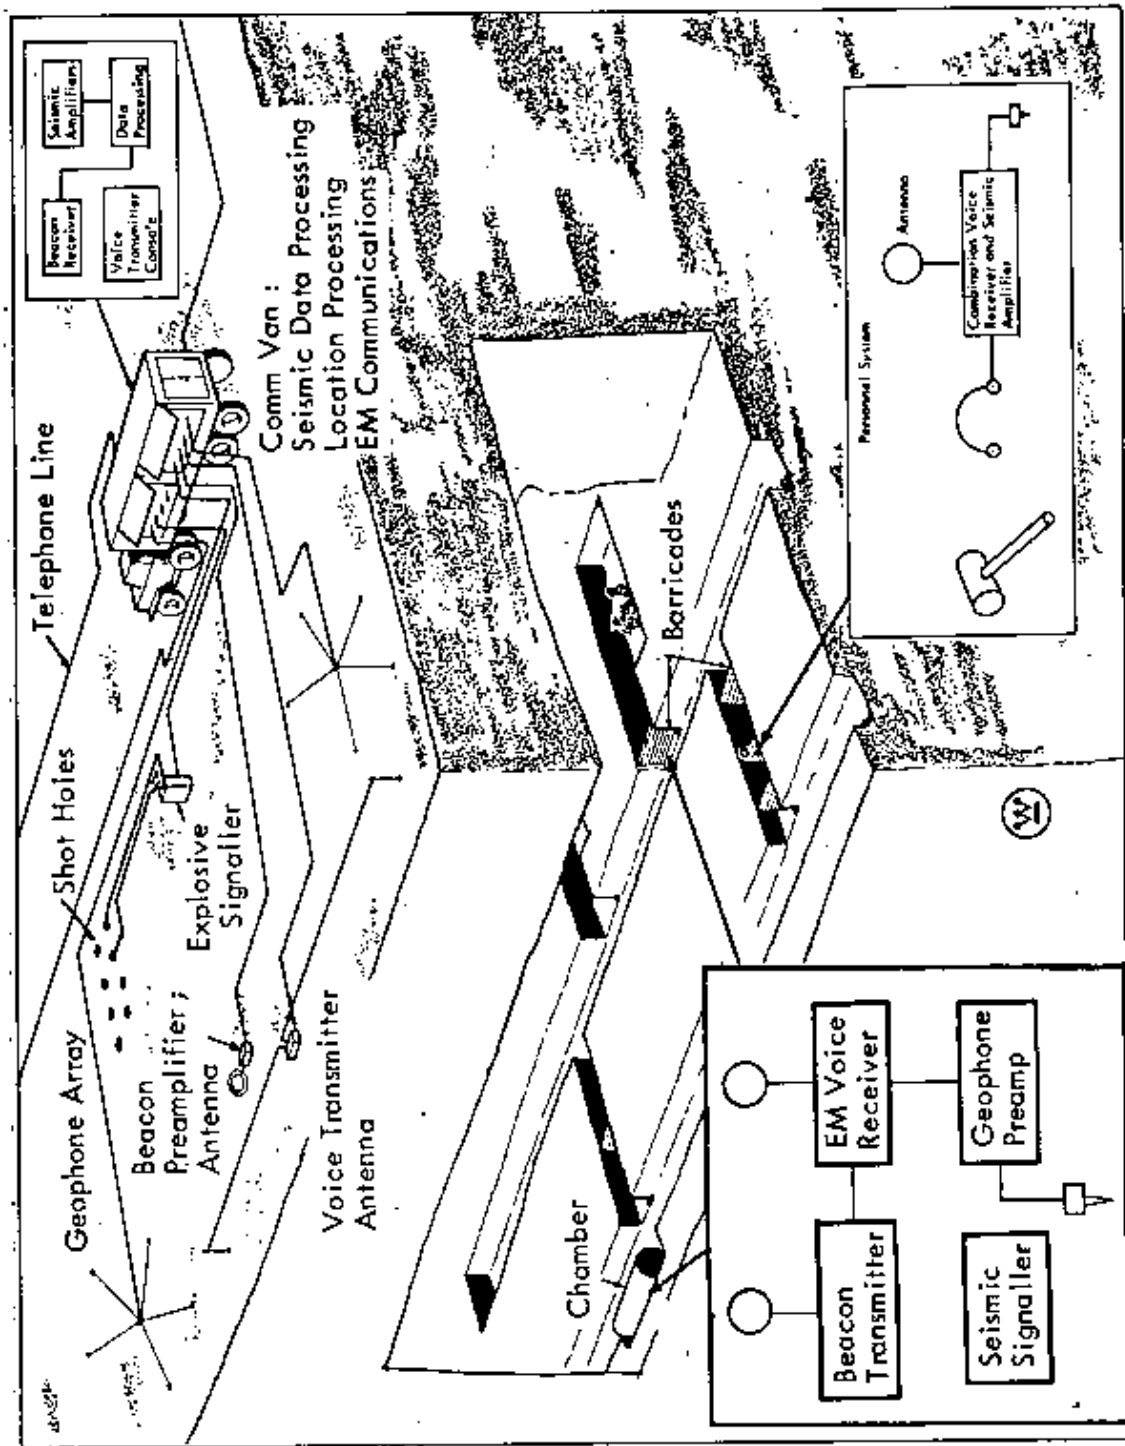 Seismic
Amplifiers
Data
Processing
Beacon
Receiver
Voice
Transmitter
Console
Telephone Line
Shot Holes
Geophone Array
Explosive
Signaller
Beacon
Preamplifier;
Antenna
Voice Transmitter
Antenna
Comm Van :
Seismic Data Processing
Location Processing
EM Communications
Barricades
Chamber
Personnel System
Antenna
Combination Voice
Receiver and Seismic
Amplifier
EM Voice
Receiver
Geophone
Preamp
Beacon
Transmitter
Seismic
Signaller
W